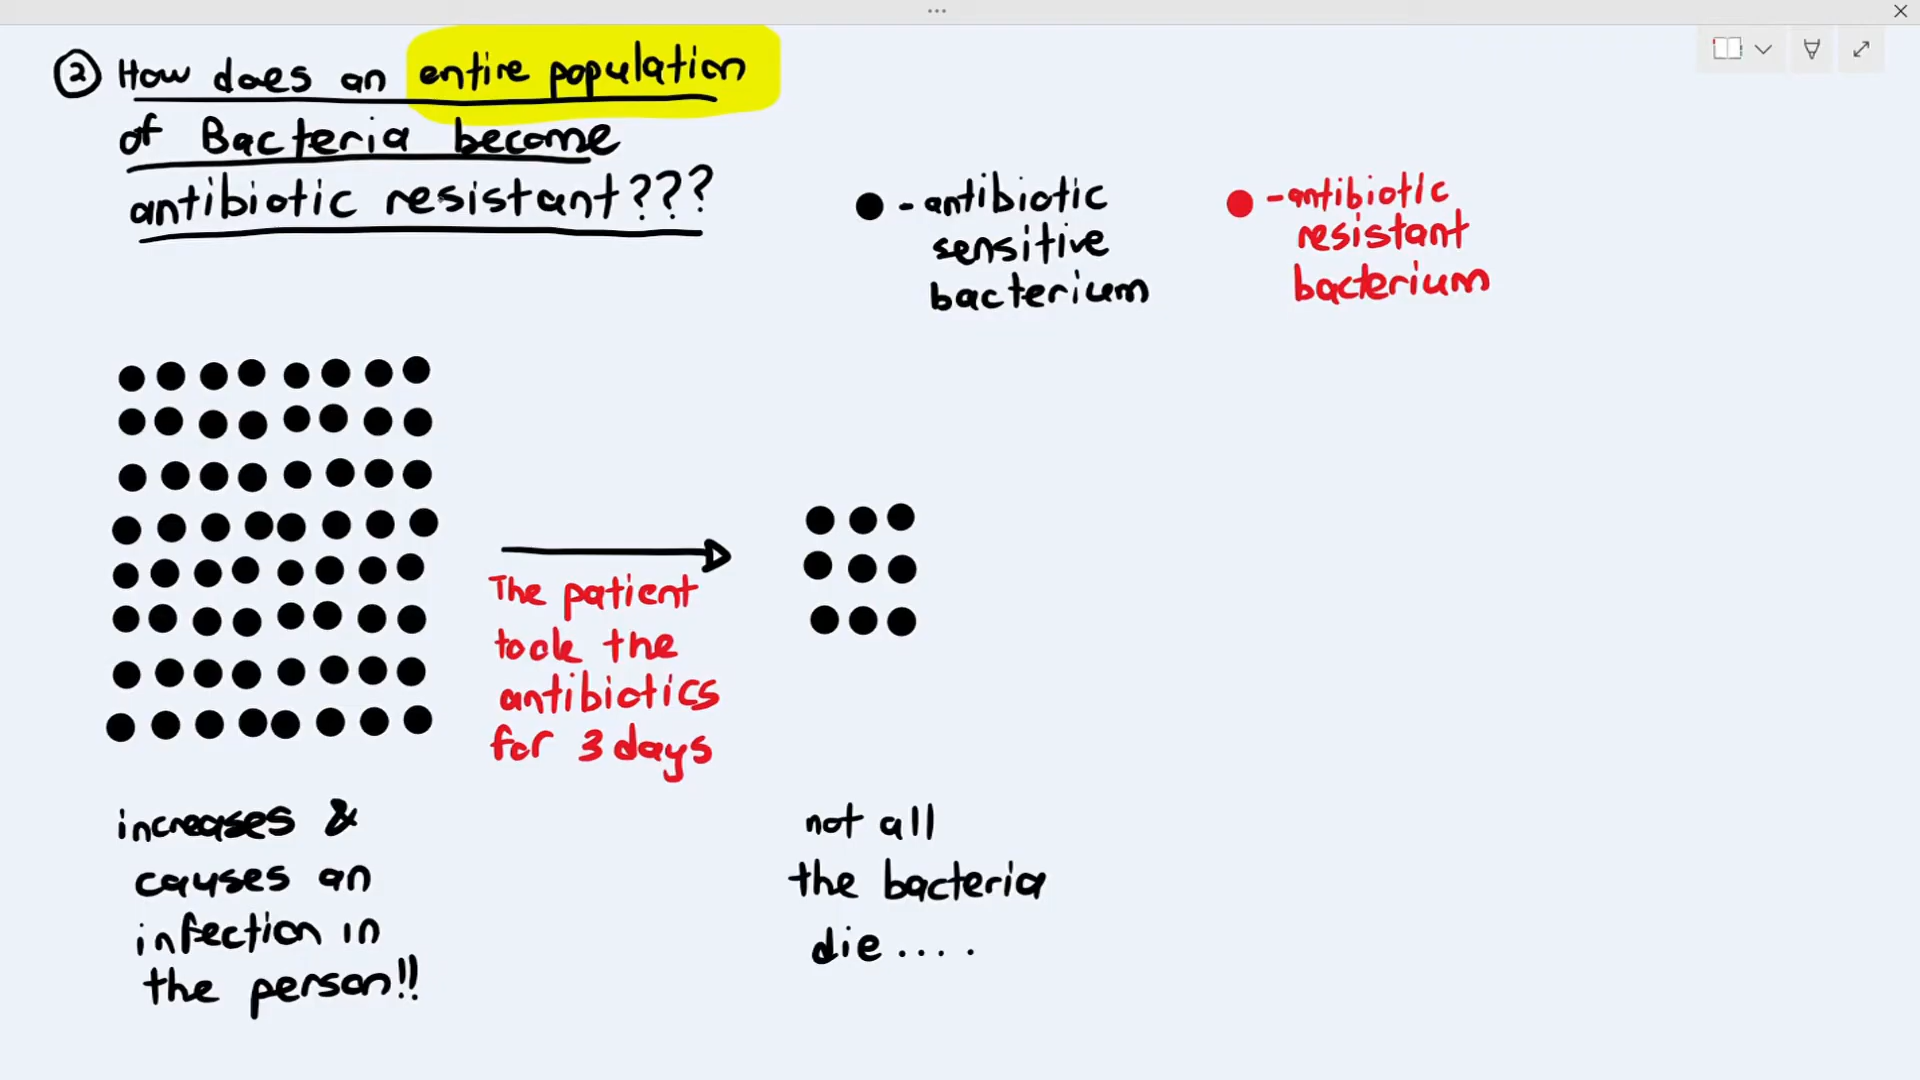 ② How does an entire population
of Bacteria become
antibiotic resistant???
- antibiotic
sensitive
bacterium
- antibiotic
resistant
bacterium
The patient
took the
antibiotics
for 3 days
increases &
causes an
infection in
the person!!
not all
the bacteria
die ....